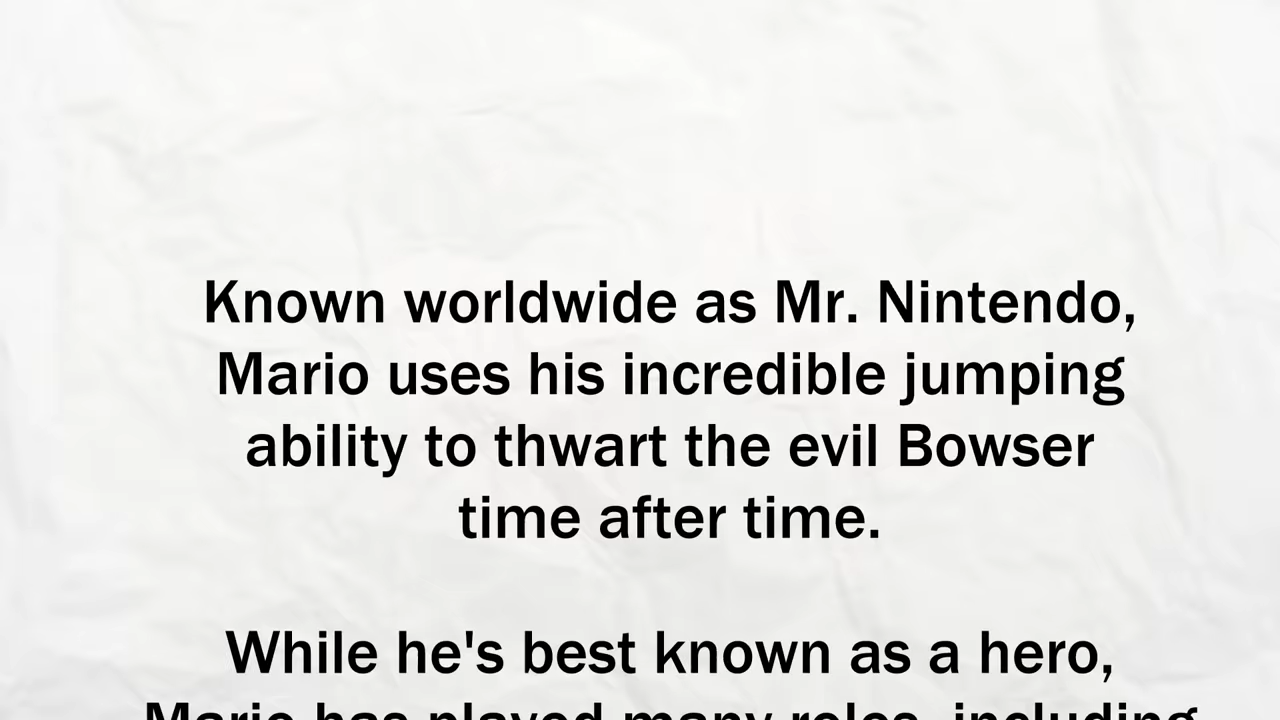 Known worldwide as Mr. Nintendo,
Mario uses his incredible jumping
ability to thwart the evil Bowser
time after time.
While he's best known as a hero,
Mario has played many roles, including